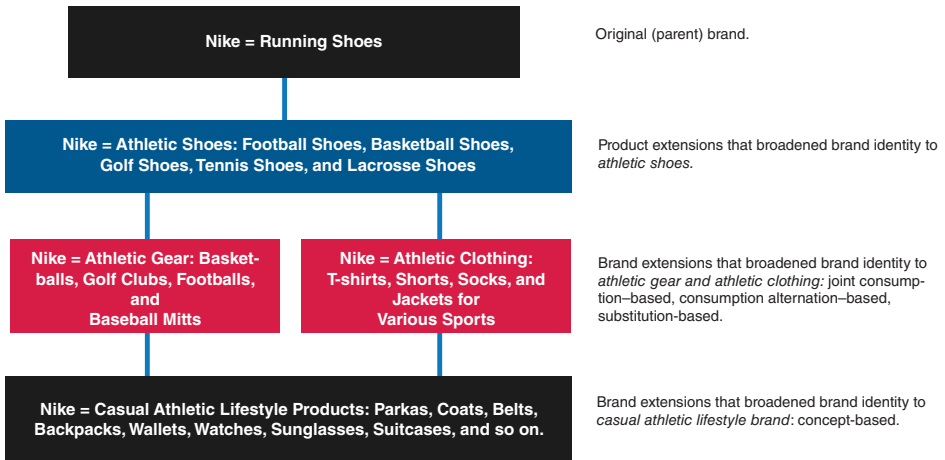 Nike = Running Shoes
Original (parent) brand.
Nike = Athletic Shoes: Football Shoes, Basketball Shoes,
Golf Shoes, Tennis Shoes, and Lacrosse Shoes
Product extensions that broadened brand identity to
athletic shoes.
Nike = Athletic Gear: Basket-
balls, Golf Clubs, Footballs,
and
Baseball Mitts
Nike = Athletic Clothing:
T-shirts, Shorts, Socks, and
Jackets for
Various Sports
Brand extensions that broadened brand identity to
athletic gear and athletic clothing: joint consump-
tion–based, consumption alternation–based,
substitution-based.
Nike = Casual Athletic Lifestyle Products: Parkas, Coats, Belts,
Backpacks, Wallets, Watches, Sunglasses, Suitcases, and so on.
Brand extensions that broadened brand identity to
casual athletic lifestyle brand: concept-based.